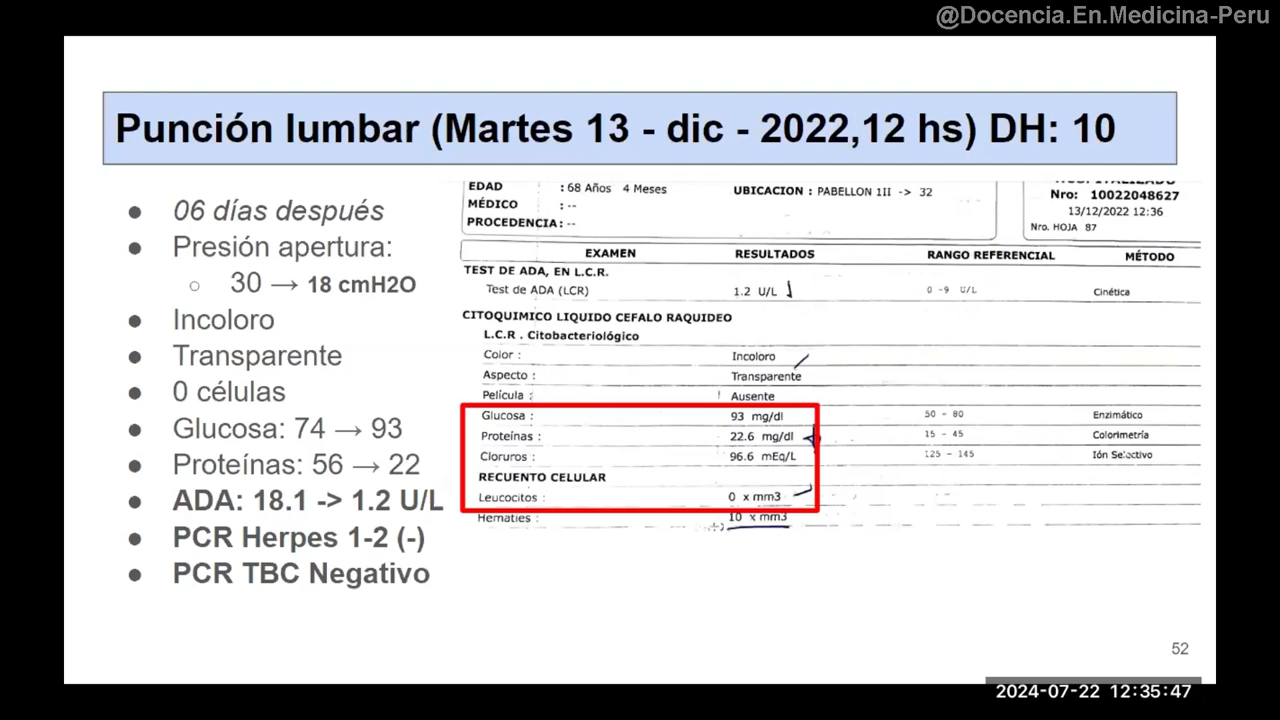 @Docencia.En.Medicina-Peru
Punción lumbar (Martes 13 - dic - 2022,12 hs) DH: 10
● 06 días después
● Presión apertura:
○ 30 → 18 cmH2O
● Incoloro
● Transparente
● 0 células
● Glucosa: 74 → 93
● Proteínas: 56 → 22
● ADA: 18.1 -> 1.2 U/L
● PCR Herpes 1-2 (-)
● PCR TBC Negativo
EDAD : 68 Años 4 Meses UBICACION : PABELLON 1II -> 32
MÉDICO : --
PROCEDENCIA: --
Nro: 10022048627
13/12/2022 12:36
Nro. HOJA 87
EXAMEN RESULTADOS RANGO REFERENCIAL MÉTODO
TEST DE ADA, EN L.C.R.
Test de ADA (LCR) 1.2 U/L 0 -9 U/L Cinética
CITOQUIMICO LIQUIDO CEFALO RAQUIDEO
L.C.R . Citobacteriológico
Color : Incoloro
Aspecto : Transparente
Película : Ausente
Glucosa : 93 mg/dl 50 - 80 Enzimático
Proteínas : 22.6 mg/dl 15 - 45 Colorimetría
Cloruros : 96.6 mEq/L 125 - 145 Ión Selectivo
RECUENTO CELULAR
Leucocitos : 0 x mm3
Hematies : 10 x mm3
52
2024-07-22 12:35:47